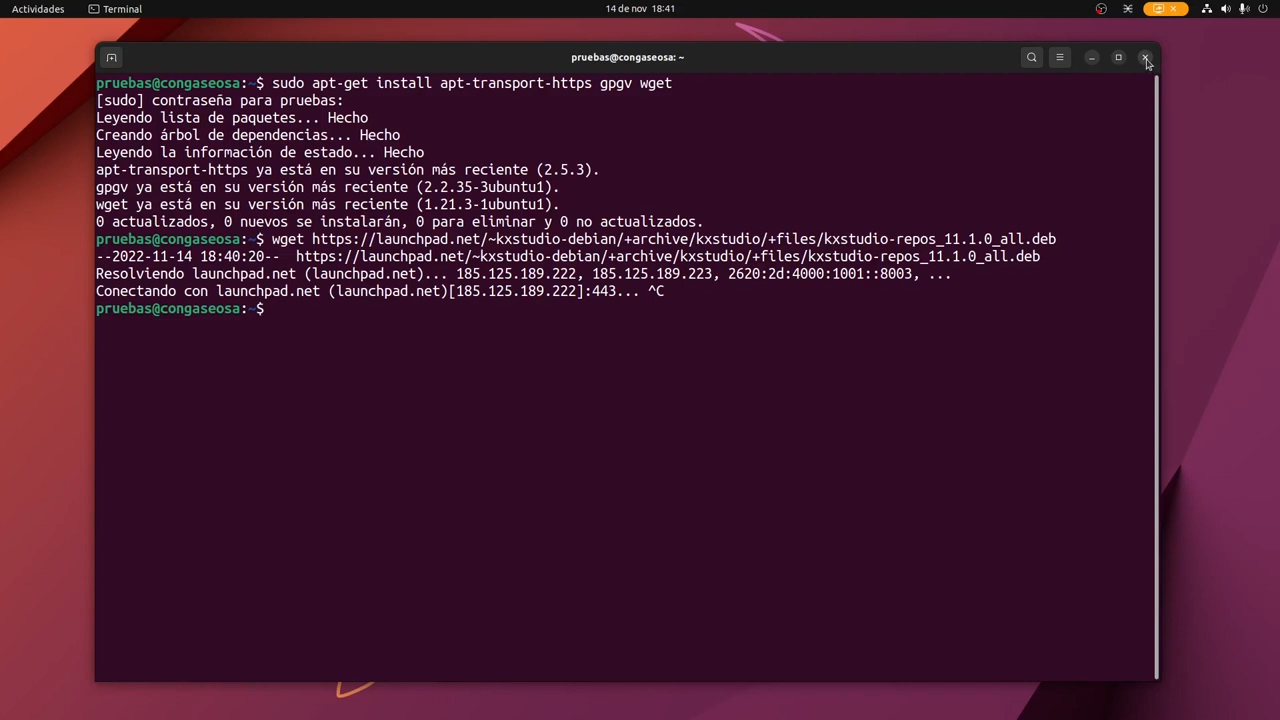 Actividades Terminal 14 de nov 18:41
pruebas@congaseosa: ~
pruebas@congaseosa:~$ sudo apt-get install apt-transport-https gpgv wget
[sudo] contraseña para pruebas:
Leyendo lista de paquetes... Hecho
Creando árbol de dependencias... Hecho
Leyendo la información de estado... Hecho
apt-transport-https ya está en su versión más reciente (2.5.3).
gpgv ya está en su versión más reciente (2.2.35-3ubuntu1).
wget ya está en su versión más reciente (1.21.3-1ubuntu1).
0 actualizados, 0 nuevos se instalarán, 0 para eliminar y 0 no actualizados.
pruebas@congaseosa:~$ wget https://launchpad.net/~kxstudio-debian/+archive/kxstudio/+files/kxstudio-repos_11.1.0_all.deb
--2022-11-14 18:40:20--  https://launchpad.net/~kxstudio-debian/+archive/kxstudio/+files/kxstudio-repos_11.1.0_all.deb
Resolviendo launchpad.net (launchpad.net)... 185.125.189.222, 185.125.189.223, 2620:2d:4000:1001::8003, ...
Conectando con launchpad.net (launchpad.net)[185.125.189.222]:443... ^C
pruebas@congaseosa:~$